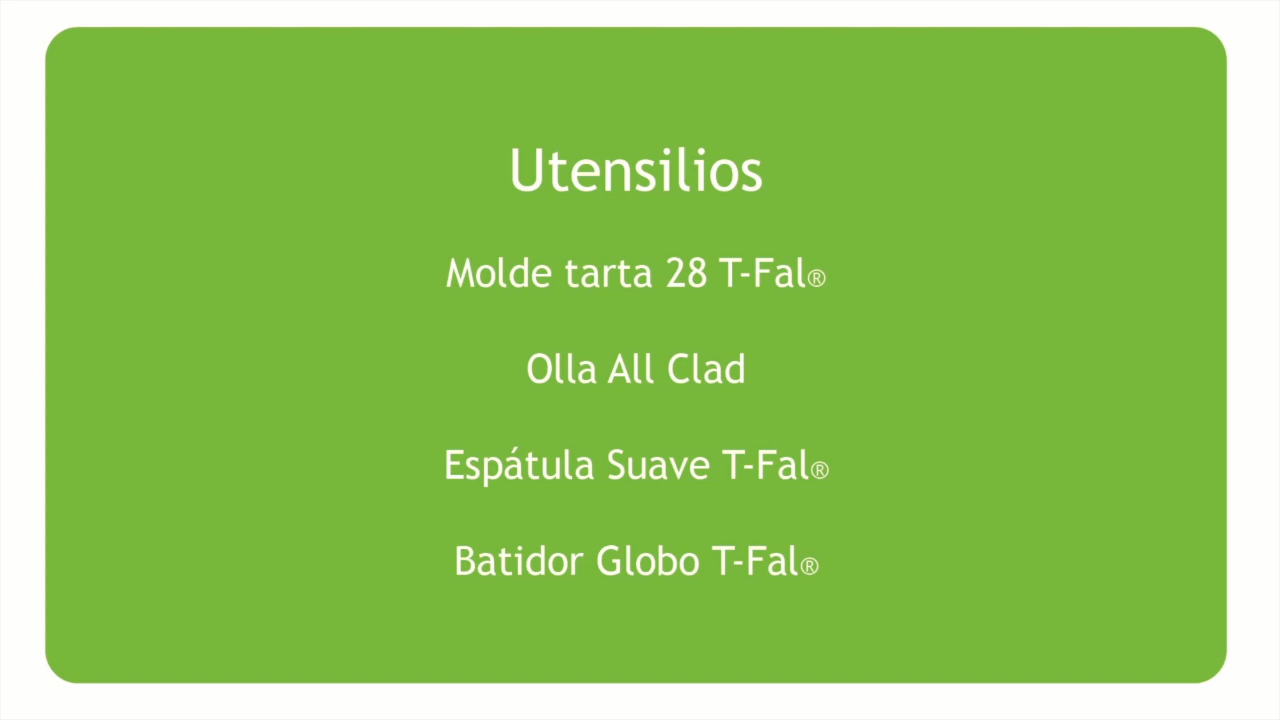 Utensilios
Molde tarta 28 T-Fal®
Olla All Clad
Espátula Suave T-Fal®
Batidor Globo T-Fal®